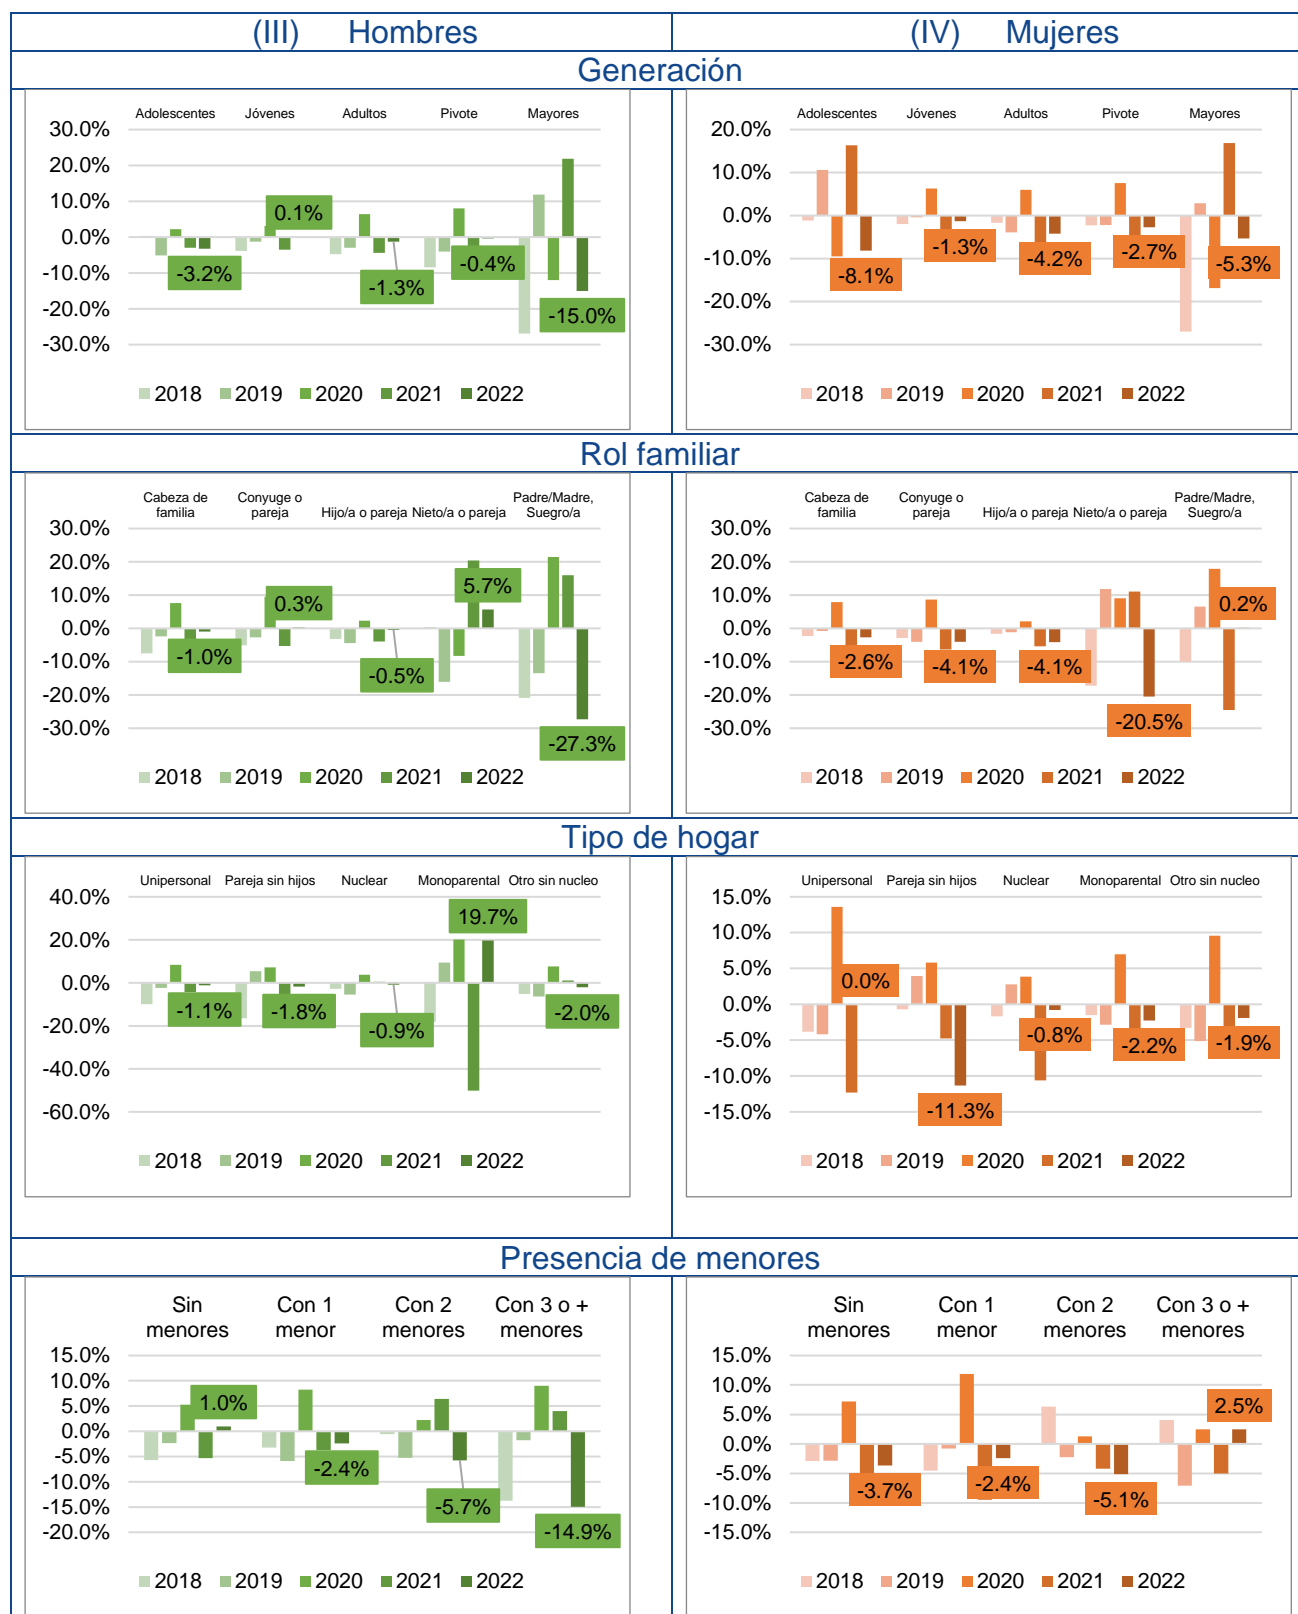 (III) Hombres
(IV) Mujeres
Generación
Adolescentes Jóvenes Adultos Pivote Mayores
30.0%
20.0%
10.0%
0.0%
-10.0%
-20.0%
-30.0%
-3.2%
0.1%
-1.3%
-0.4%
-15.0%
2018 2019 2020 2021 2022
Adolescentes Jóvenes Adultos Pivote Mayores
20.0%
10.0%
0.0%
-10.0%
-20.0%
-30.0%
-8.1%
-1.3%
-4.2%
-2.7%
-5.3%
2018 2019 2020 2021 2022
Rol familiar
Cabeza de familia
Conyuge o pareja
Hijo/a o pareja
Nieto/a o pareja
Padre/Madre, Suegro/a
30.0%
20.0%
10.0%
0.0%
-10.0%
-20.0%
-30.0%
-1.0%
0.3%
-0.5%
5.7%
-27.3%
2018 2019 2020 2021 2022
Cabeza de familia
Conyuge o pareja
Hijo/a o pareja
Nieto/a o pareja
Padre/Madre, Suegro/a
30.0%
20.0%
10.0%
0.0%
-10.0%
-20.0%
-30.0%
-2.6%
-4.1%
-4.1%
-20.5%
0.2%
2018 2019 2020 2021 2022
Tipo de hogar
Unipersonal Pareja sin hijos Nuclear Monoparental Otro sin nucleo
40.0%
20.0%
0.0%
-20.0%
-40.0%
-60.0%
-1.1%
-1.8%
-0.9%
19.7%
-2.0%
2018 2019 2020 2021 2022
Unipersonal Pareja sin hijos Nuclear Monoparental Otro sin nucleo
15.0%
10.0%
5.0%
0.0%
-5.0%
-10.0%
-15.0%
0.0%
-11.3%
-0.8%
-2.2%
-1.9%
2018 2019 2020 2021 2022
Presencia de menores
Sin menores
Con 1 menor
Con 2 menores
Con 3 o + menores
15.0%
10.0%
5.0%
0.0%
-5.0%
-10.0%
-15.0%
-20.0%
1.0%
-2.4%
-5.7%
-14.9%
2018 2019 2020 2021 2022
Sin menores
Con 1 menor
Con 2 menores
Con 3 o + menores
15.0%
10.0%
5.0%
0.0%
-5.0%
-10.0%
-15.0%
-3.7%
-2.4%
-5.1%
2.5%
2018 2019 2020 2021 2022